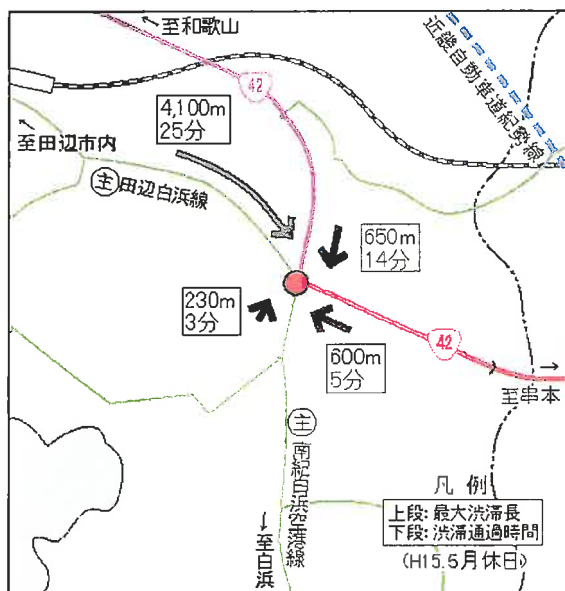 至和歌山
42
近畿自動車道紀勢線
4,100m
25分
至田辺市内
主
田辺白浜線
650m
14分
230m
3分
600m
5分
42
至串本
主
南紀白浜空港線
至白浜
凡例
上段:最大渋滞長
下段:渋滞通過時間
(H15.5月休日)